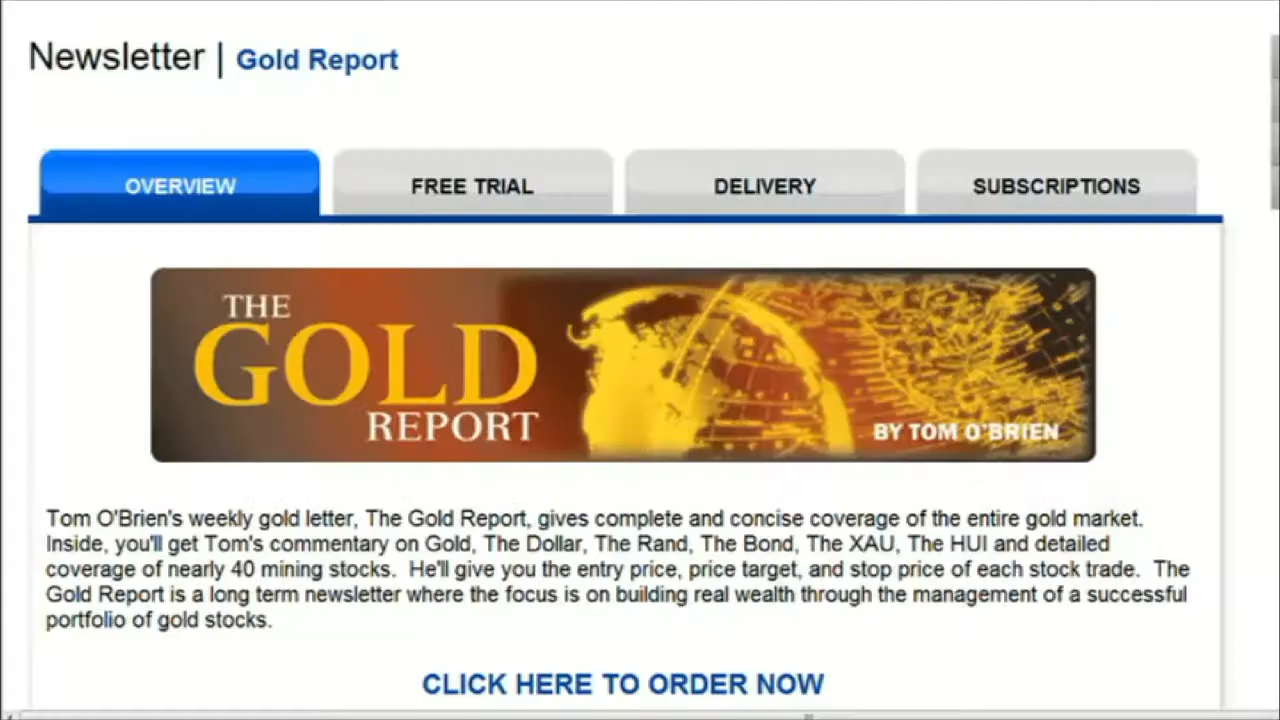 Newsletter | Gold Report
OVERVIEW
FREE TRIAL
DELIVERY
SUBSCRIPTIONS
THE
GOLD
REPORT
BY TOM O'BRIEN
Tom O'Brien's weekly gold letter, The Gold Report, gives complete and concise coverage of the entire gold market.
Inside, you'll get Tom's commentary on Gold, The Dollar, The Rand, The Bond, The XAU, The HUI and detailed
coverage of nearly 40 mining stocks.  He'll give you the entry price, price target, and stop price of each stock trade.  The
Gold Report is a long term newsletter where the focus is on building real wealth through the management of a successful
portfolio of gold stocks.
CLICK HERE TO ORDER NOW